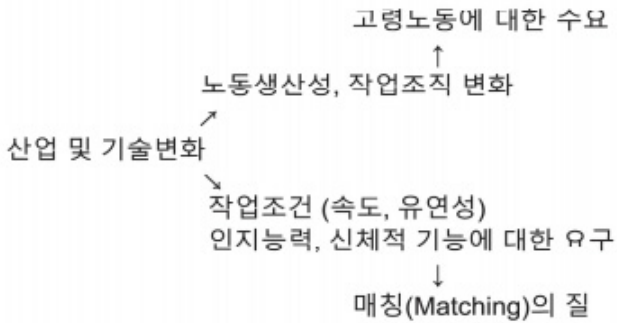 고령노동에 대한 수요
↑
노동생산성, 작업조직 변화
↗
산업 및 기술변화
↘
작업조건 (속도, 유연성)
인지능력, 신체적 기능에 대한 요구
↓
매칭(Matching)의 질